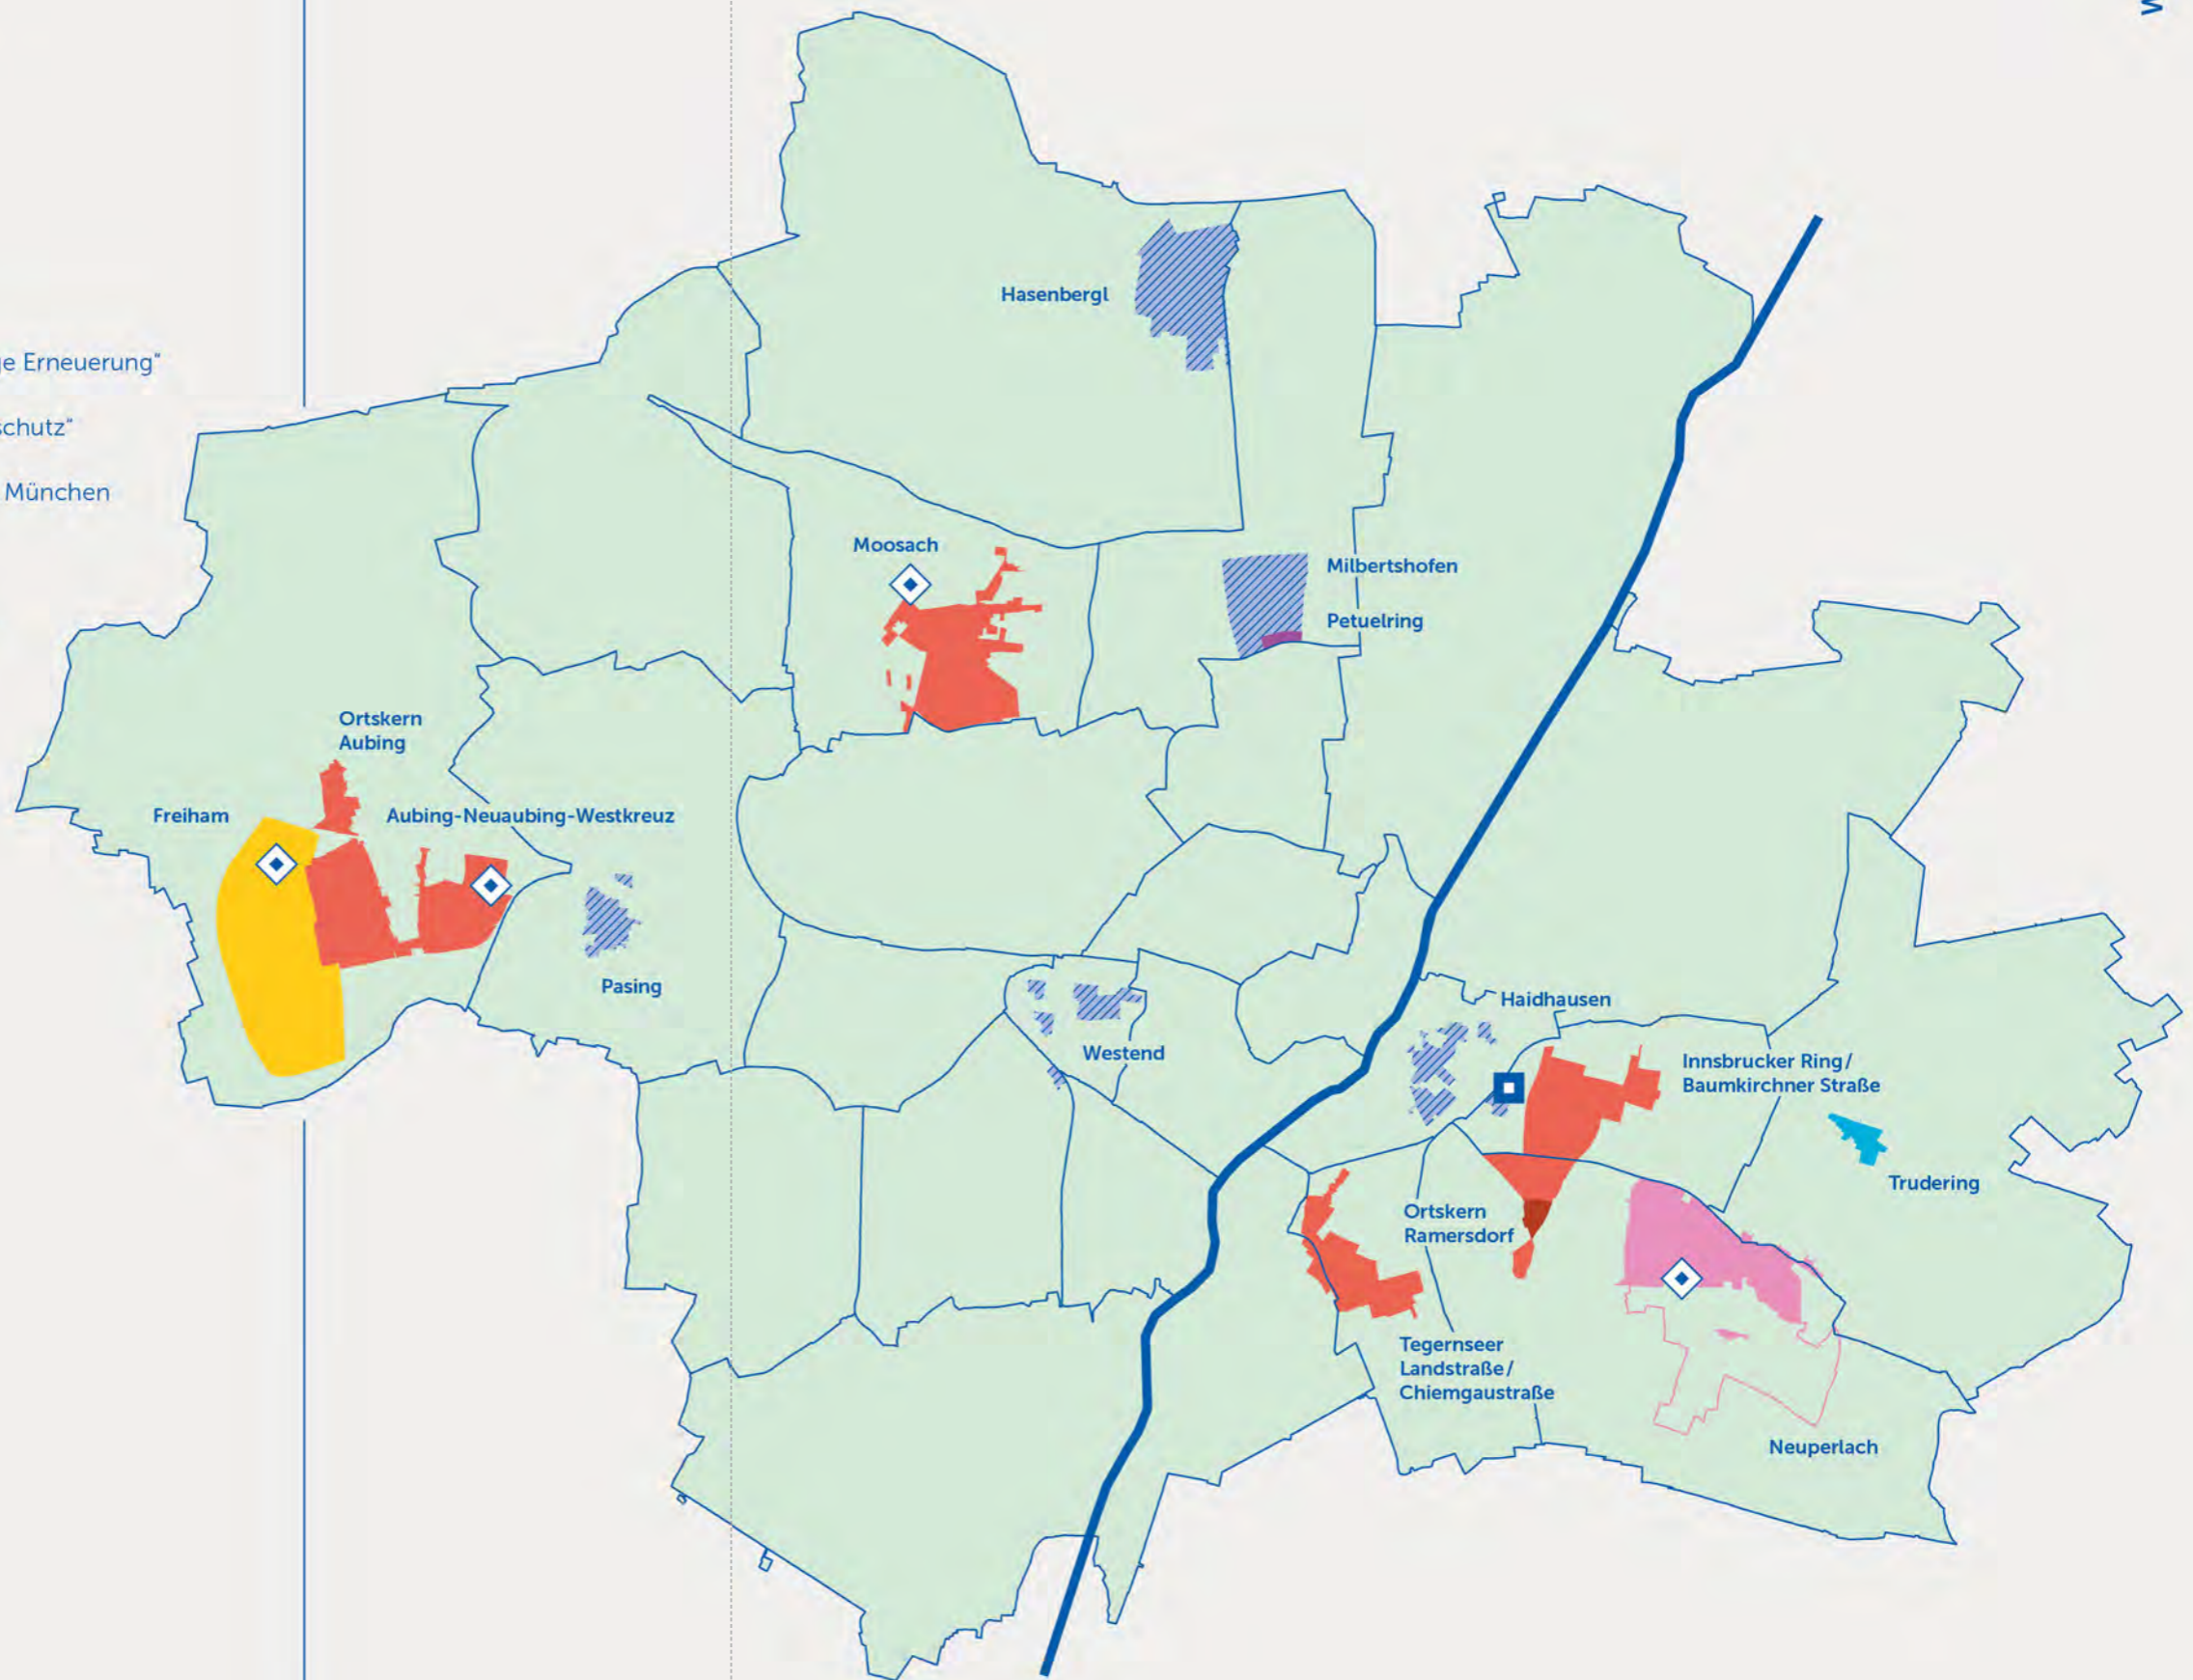 Erneuerung“
München
Hasenbergl
Moosach
Milbertshofen
Petuelring
Ortskern
Aubing
Freiham
Aubing-Neuaubing-Westkreuz
Pasing
Haidhausen
Westend
Innsbrucker Ring/
Baumkirchner Straße
Trudering
Ortskern
Ramersdorf
Tegernseer
Landstraße/
Chiemgaustraße
Neuperlach